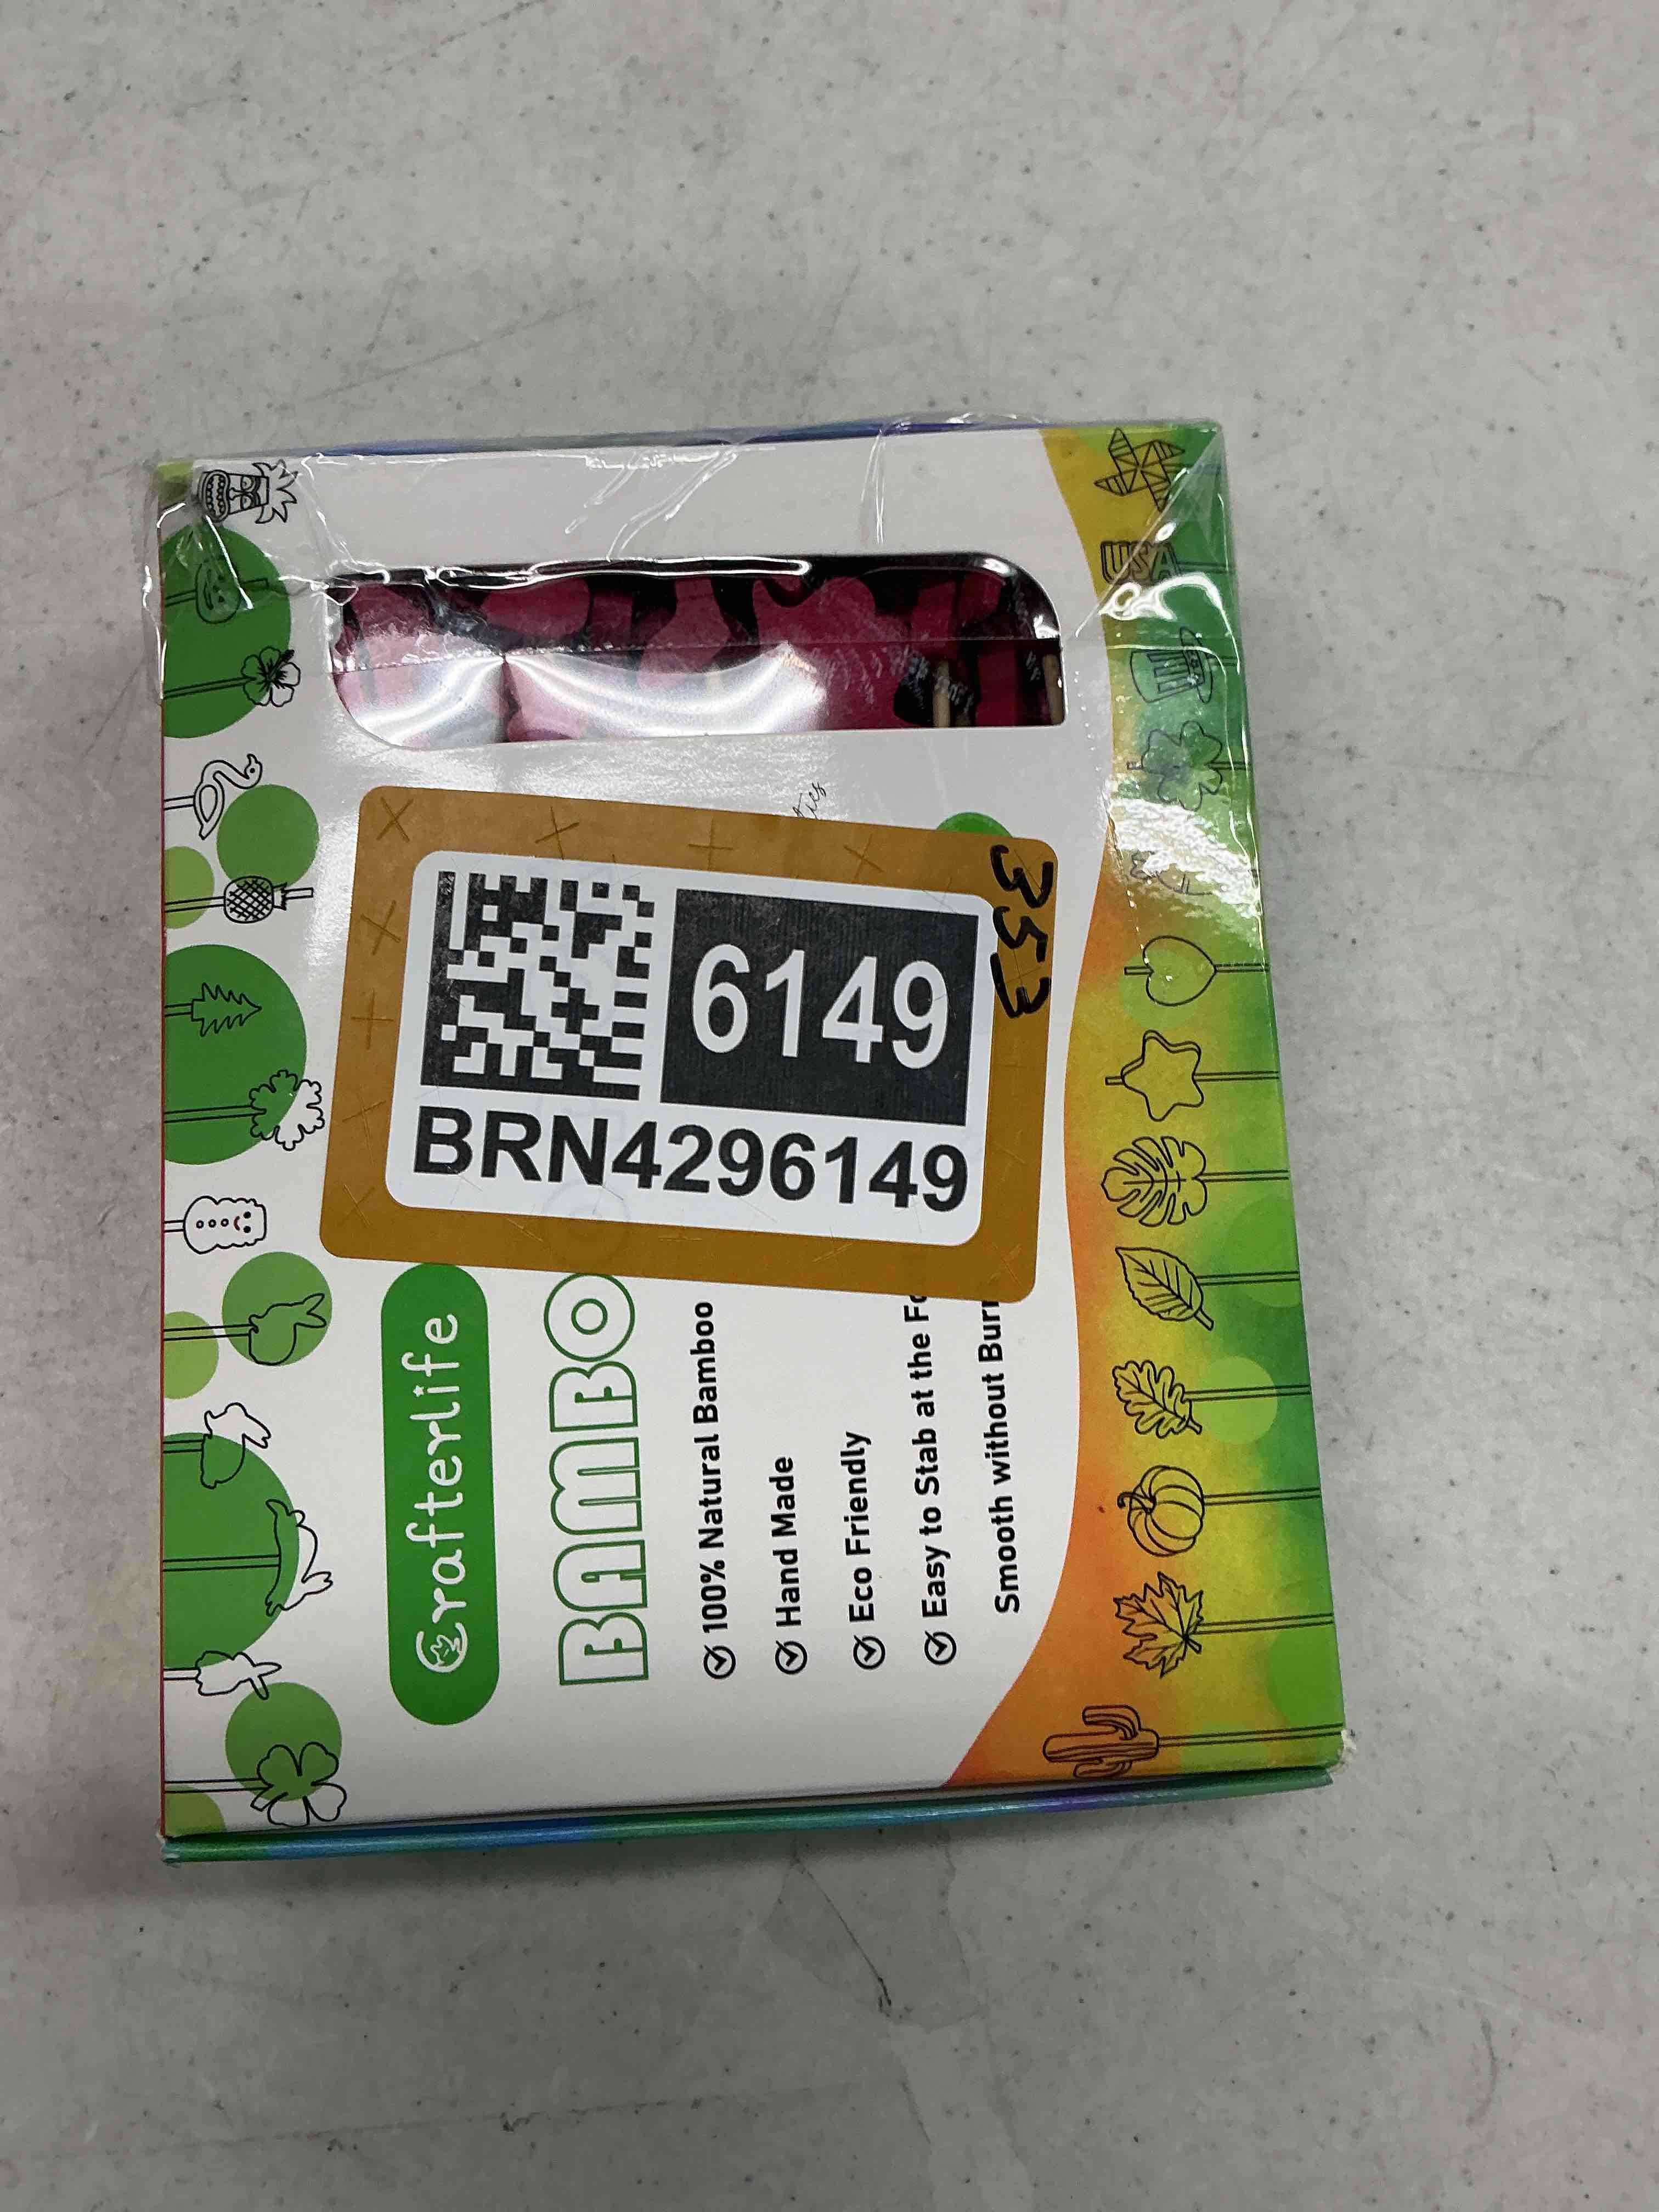 6149
BRN4296149
353
Crafterlife
BAMBO
100% Natural Bamboo
Hand Made
Eco Friendly
Easy to Stab at the Fo
Smooth without Burr
USA